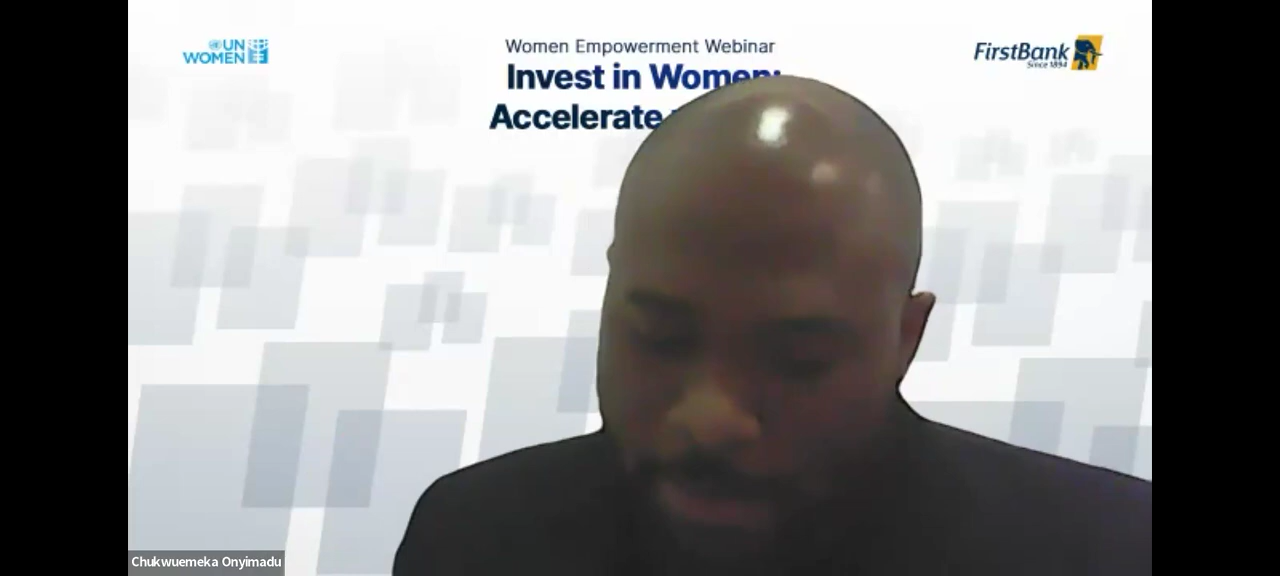 UN
WOMEN
Women Empowerment Webinar
Invest in Women:
Accelerate
FirstBank
Since 1894
Chukwuemeka Onyimadu